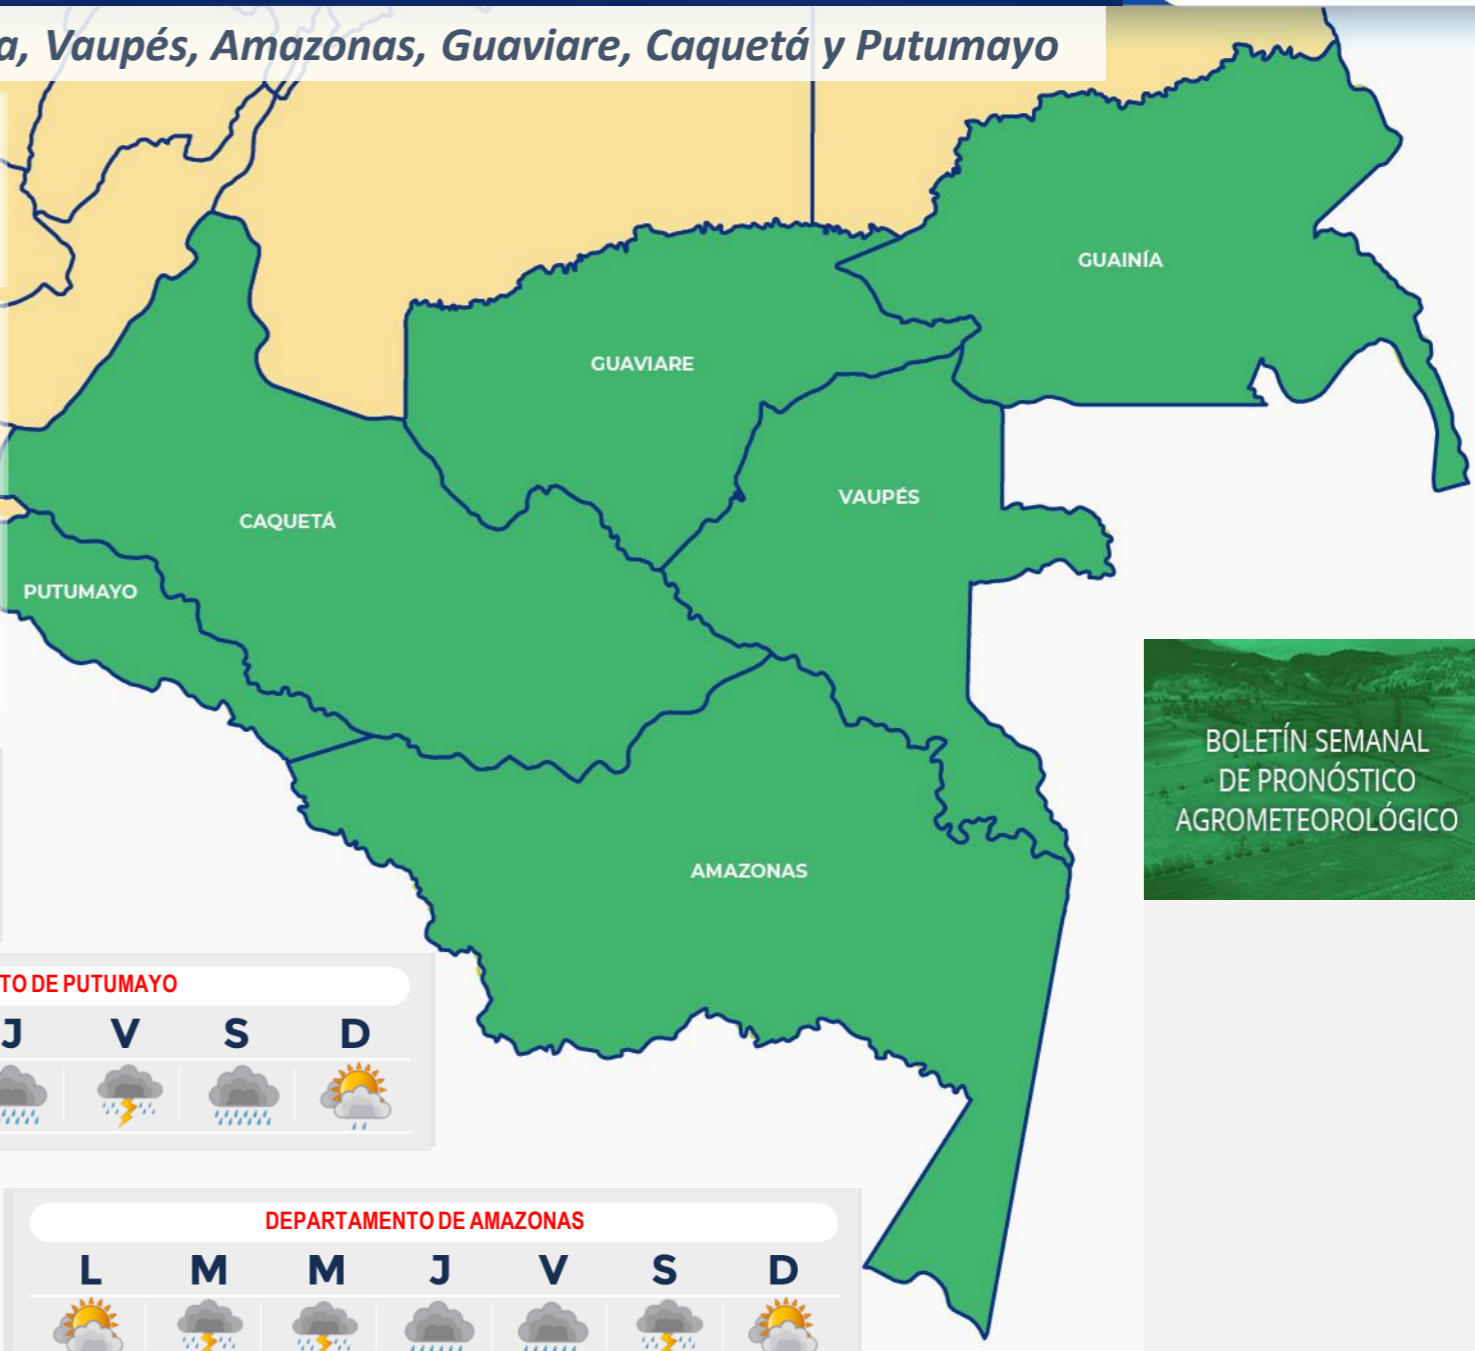 a, Vaupés, Amazonas, Guaviare, Caquetá y Putumayo
GUAINÍA
GUAVIARE
VAUPÉS
CAQUETÁ
PUTUMAYO
BOLETÍN SEMANAL
DE PRONÓSTICO
AGROMETEOROLÓGICO
AMAZONAS
TO DE PUTUMAYO
J V S D
DEPARTAMENTO DE AMAZONAS
L M M J V S D